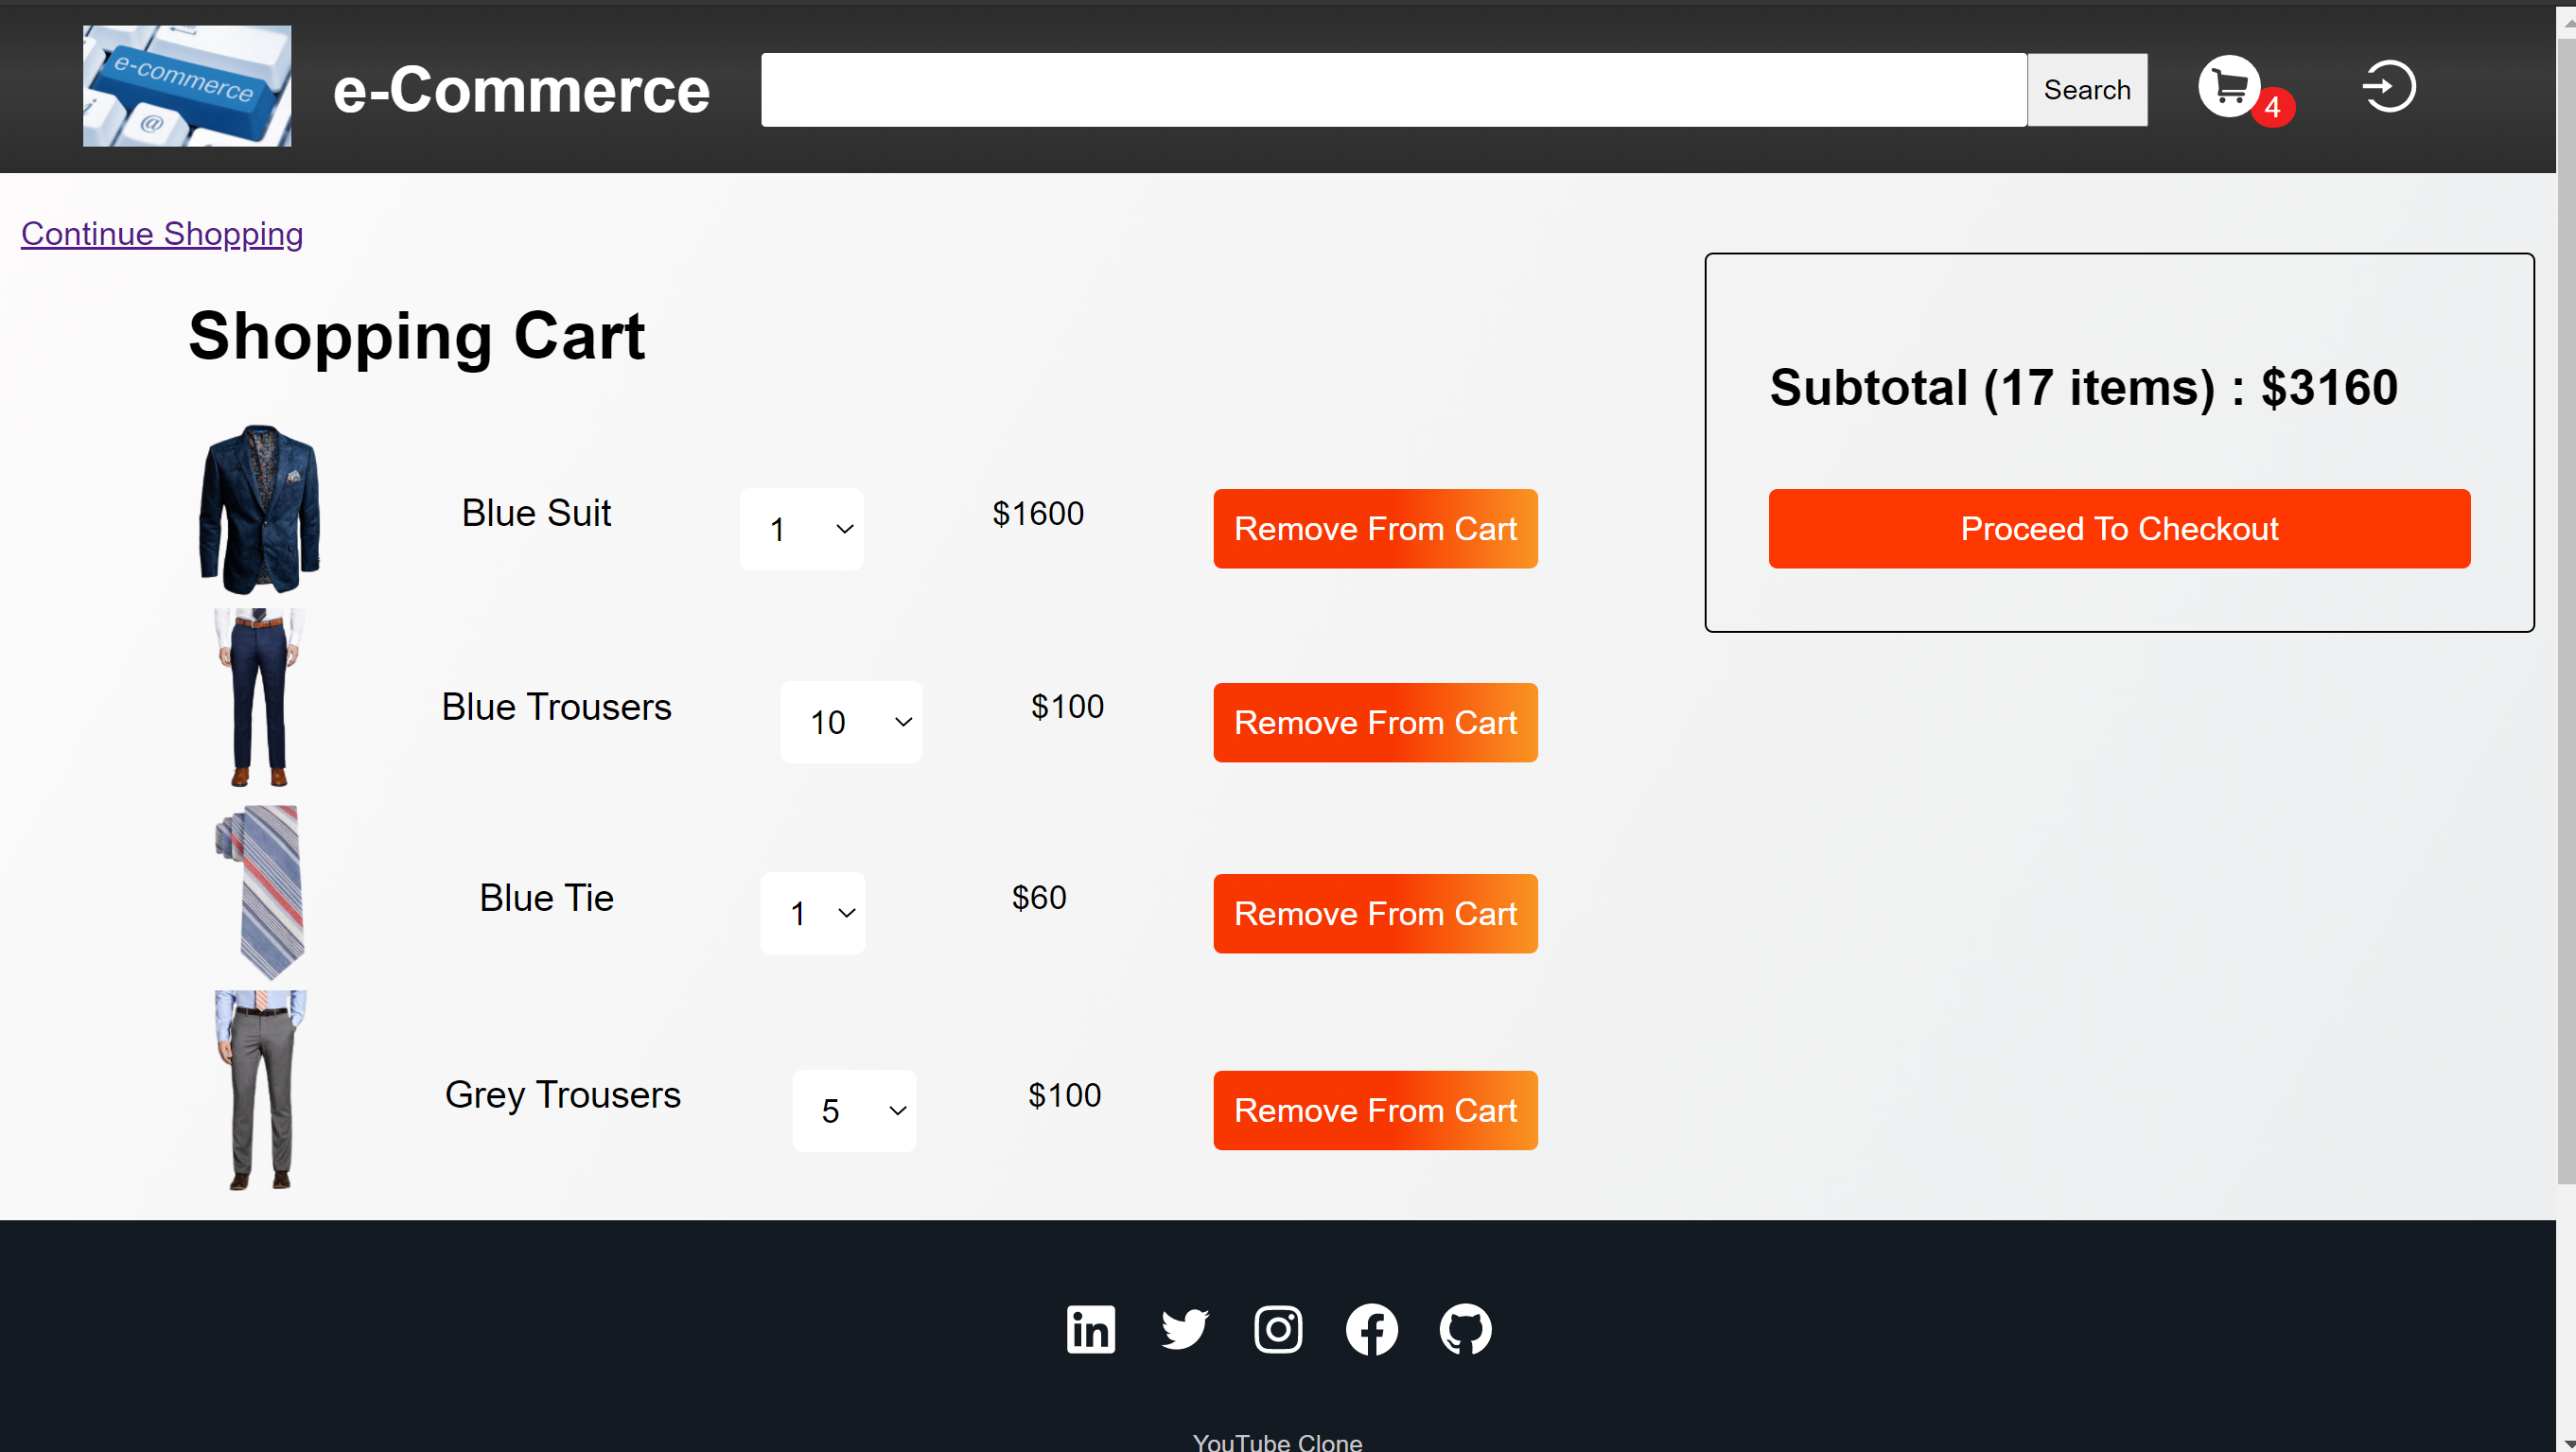 e-commerce
@
e-Commerce
Search
4
Continue Shopping
Shopping Cart
Subtotal (17 items) : $3160
Proceed To Checkout
Blue Suit
1
$1600
Remove From Cart
Blue Trousers
10
$100
Remove From Cart
Blue Tie
1
$60
Remove From Cart
Grey Trousers
5
$100
Remove From Cart
in
YouTube Clone